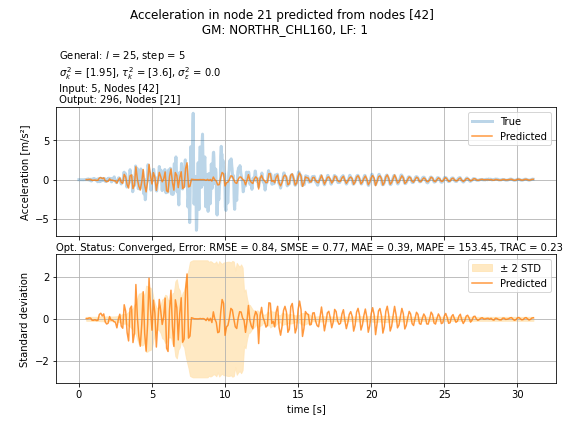 Acceleration in node 21 predicted from nodes [42]
GM: NORTHR_CHL160, LF: 1
General: l = 25, step = 5
σ²_k = [1.95], τ²_k = [3.6], σ²_ε = 0.0
Input: 5, Nodes [42]
Output: 296, Nodes [21]
Acceleration [m/s²]
5
0
−5
True
Predicted
Opt. Status: Converged, Error: RMSE = 0.84, SMSE = 0.77, MAE = 0.39, MAPE = 153.45, TRAC = 0.23
Standard deviation
2
0
−2
± 2 STD
Predicted
0 5 10 15 20 25 30
time [s]